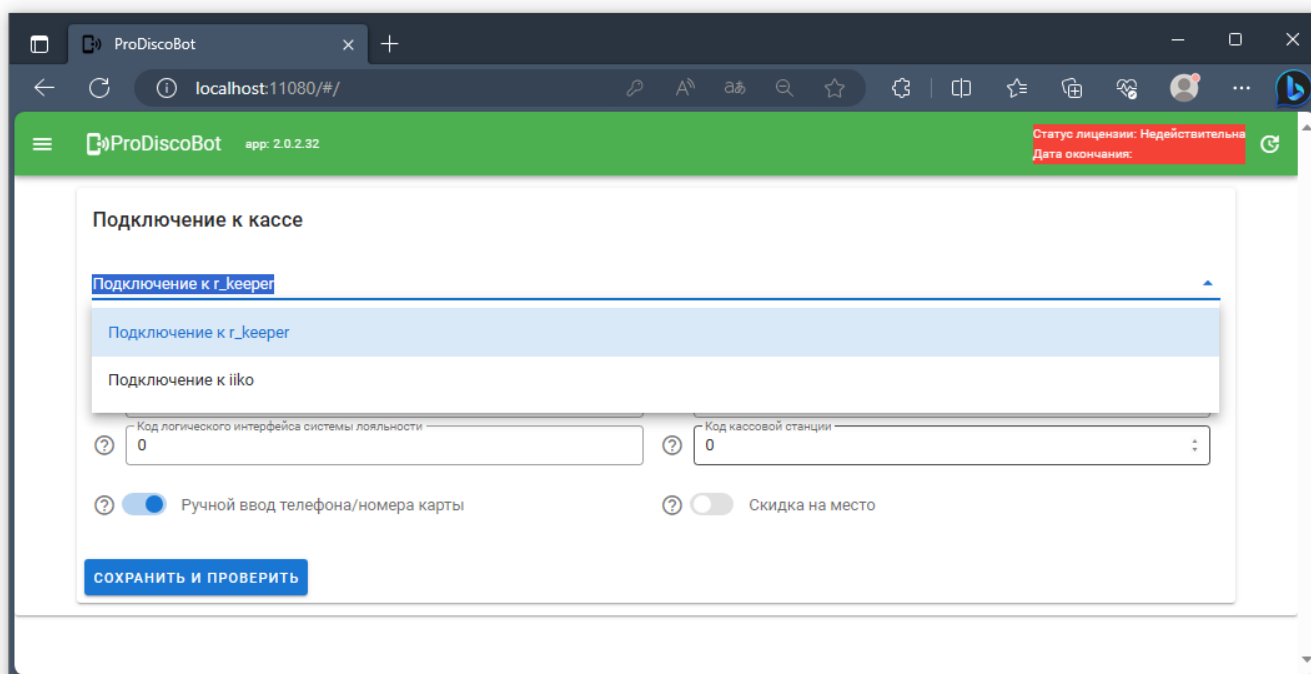 ProDiscoBot
localhost:11080/#/
ProDiscoBot app: 2.0.2.32
Статус лицензии: Недействительна
Дата окончания:
Подключение к кассе
Подключение к r_keeper
Подключение к r_keeper
Подключение к iiko
Код логического интерфейса системы лояльности
0
Код кассовой станции
0
Ручной ввод телефона/номера карты
Скидка на место
СОХРАНИТЬ И ПРОВЕРИТЬ